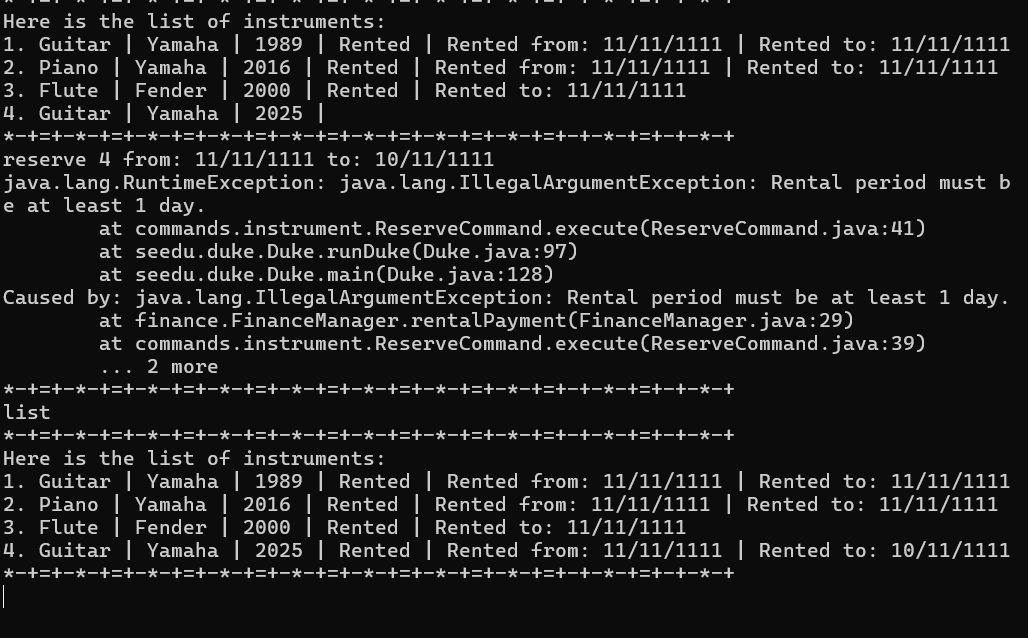 *-+=+-*-+=+-*-+=+-*-+=+-*-+=+-*-+=+-*-+=+-*-+=+-*-+=+-+-*-+
Here is the list of instruments:
1. Guitar | Yamaha | 1989 | Rented | Rented from: 11/11/1111 | Rented to: 11/11/1111
2. Piano | Yamaha | 2016 | Rented | Rented from: 11/11/1111 | Rented to: 11/11/1111
3. Flute | Fender | 2000 | Rented | Rented to: 11/11/1111
4. Guitar | Yamaha | 2025 |
*-+=+-*-+=+-*-+=+-*-+=+-*-+=+-*-+=+-*-+=+-*-+=+-*-+=+-+-*-+
reserve 4 from: 11/11/1111 to: 10/11/1111
java.lang.RuntimeException: java.lang.IllegalArgumentException: Rental period must b
e at least 1 day.
        at commands.instrument.ReserveCommand.execute(ReserveCommand.java:41)
        at seedu.duke.Duke.runDuke(Duke.java:97)
        at seedu.duke.Duke.main(Duke.java:128)
Caused by: java.lang.IllegalArgumentException: Rental period must be at least 1 day.
        at finance.FinanceManager.rentalPayment(FinanceManager.java:29)
        at commands.instrument.ReserveCommand.execute(ReserveCommand.java:39)
        ... 2 more
*-+=+-*-+=+-*-+=+-*-+=+-*-+=+-*-+=+-*-+=+-*-+=+-*-+=+-+-*-+
list
*-+=+-*-+=+-*-+=+-*-+=+-*-+=+-*-+=+-*-+=+-*-+=+-*-+=+-+-*-+
Here is the list of instruments:
1. Guitar | Yamaha | 1989 | Rented | Rented from: 11/11/1111 | Rented to: 11/11/1111
2. Piano | Yamaha | 2016 | Rented | Rented from: 11/11/1111 | Rented to: 11/11/1111
3. Flute | Fender | 2000 | Rented | Rented to: 11/11/1111
4. Guitar | Yamaha | 2025 | Rented | Rented from: 11/11/1111 | Rented to: 10/11/1111
*-+=+-*-+=+-*-+=+-*-+=+-*-+=+-*-+=+-*-+=+-*-+=+-*-+=+-+-*-+